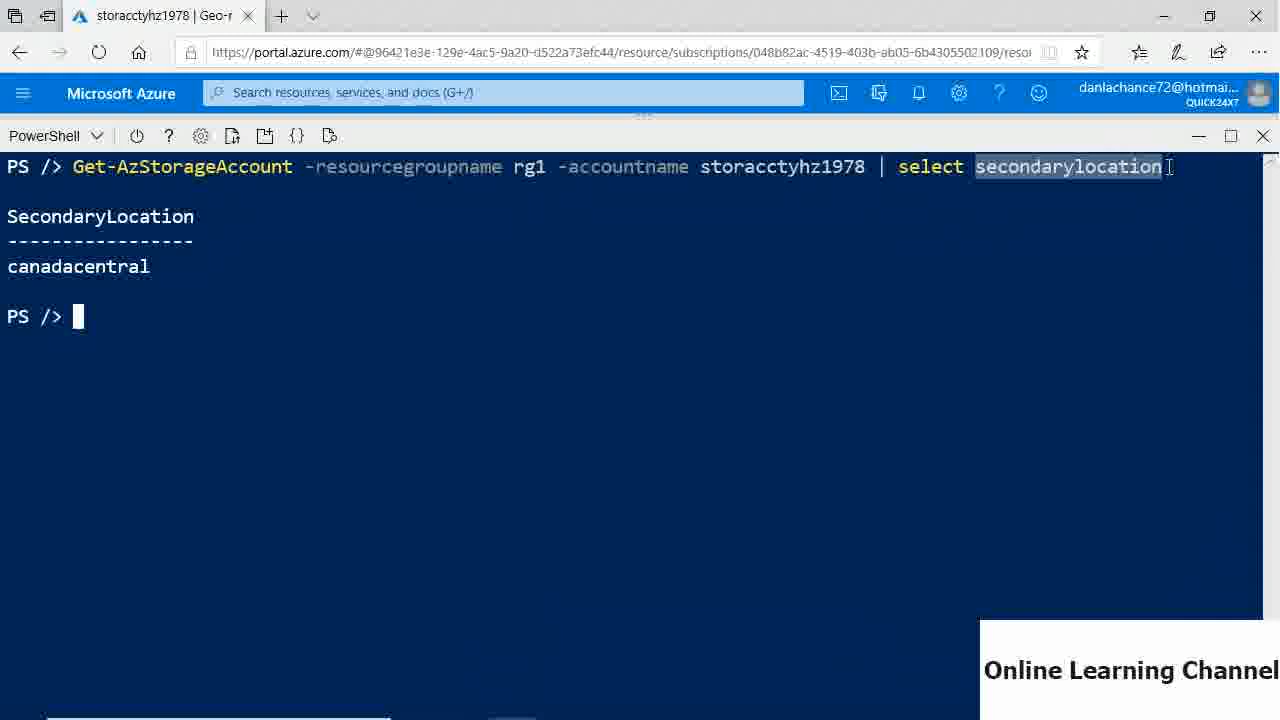 storacctyhz1978 | Geo-r
https://portal.azure.com/#@96421e3e-129e-4ac5-9a20-d522a73efc44/resource/subscriptions/048b82ac-4519-403b-ab05-6b4305502109/resou
Microsoft Azure
Search resources, services, and docs (G+/)
danlachance72@hotmai...
QUICK24X7
PowerShell
PS /> Get-AzStorageAccount -resourcegroupname rg1 -accountname storacctyhz1978 | select secondarylocation
SecondaryLocation
-----------------
canadacentral
PS />
Online Learning Channel